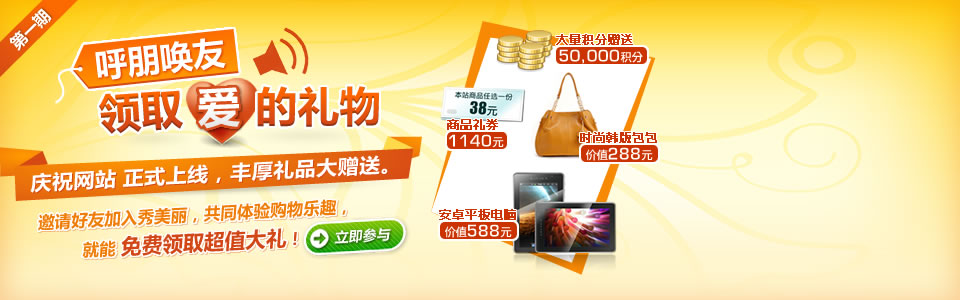 第一期
呼朋唤友
领取 爱 的礼物
庆祝网站 正式上线，丰厚礼品大赠送。
邀请好友加入秀美丽，共同体验购物乐趣，
就能 免费领取超值大礼！
立即参与
大量积分赠送
50,000积分
本站商品任选一份
38元
商品礼券
1140元
时尚韩版包包
价值288元
安卓平板电脑
价值588元